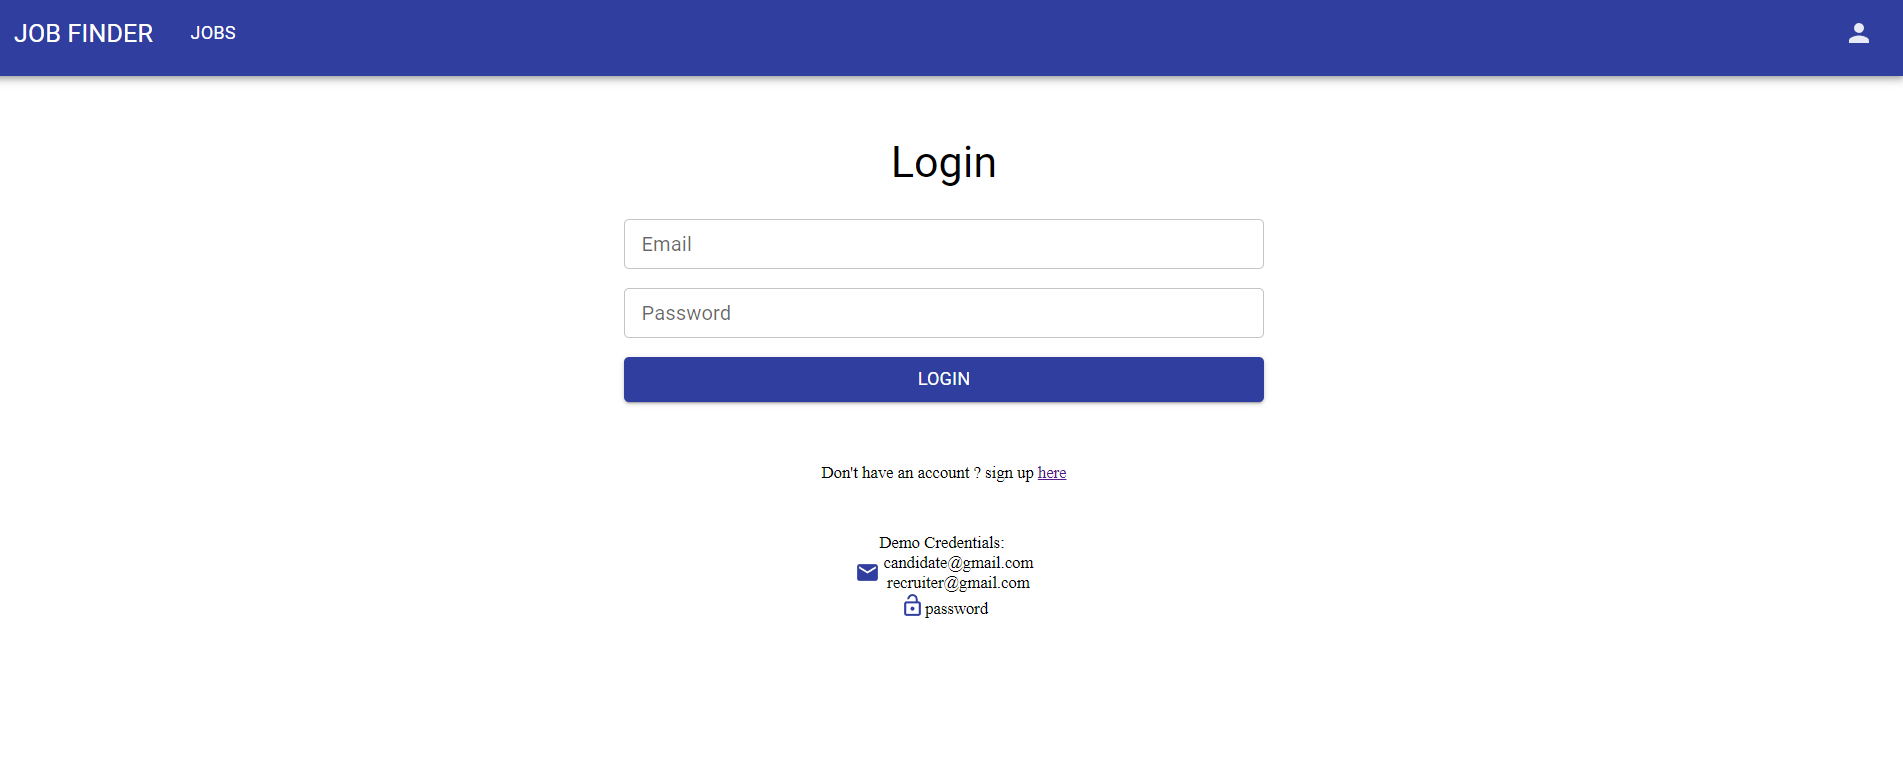 JOB FINDER JOBS
Login
Email
Password
LOGIN
Don't have an account ? sign up here
Demo Credentials:
candidate@gmail.com
recruiter@gmail.com
password